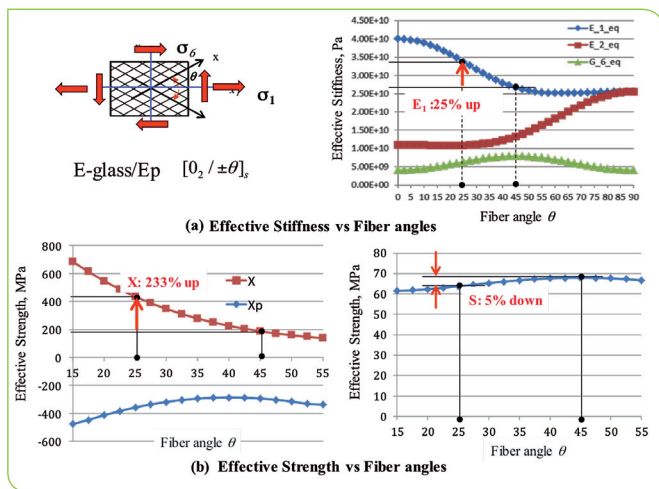 σ6
x
θ
x,
σ1
E-glass/Ep [0₂ / ±θ]s
Effective Stiffness, Pa
4.50E+10
4.00E+10
3.50E+10
3.00E+10
2.50E+10
2.00E+10
1.50E+10
1.00E+10
5.00E+09
0.00E+00
E_1_eq
E_2_eq
G_6_eq
E₁ :25% up
0 5 10 15 20 25 30 35 40 45 50 55 60 65 70 75 80 85 90
Fiber angle θ
(a) Effective Stiffness vs Fiber angles
Effective Strength, MPa
800
600
400
200
0
-200
-400
-600
X: 233% up
X
Xp
15 20 25 30 35 40 45 50 55
Fiber angle θ
Effective Strength, MPa
80
70
60
50
40
30
20
10
0
S: 5% down
15 25 35 45 55
Fiber angle θ
(b) Effective Strength vs Fiber angles